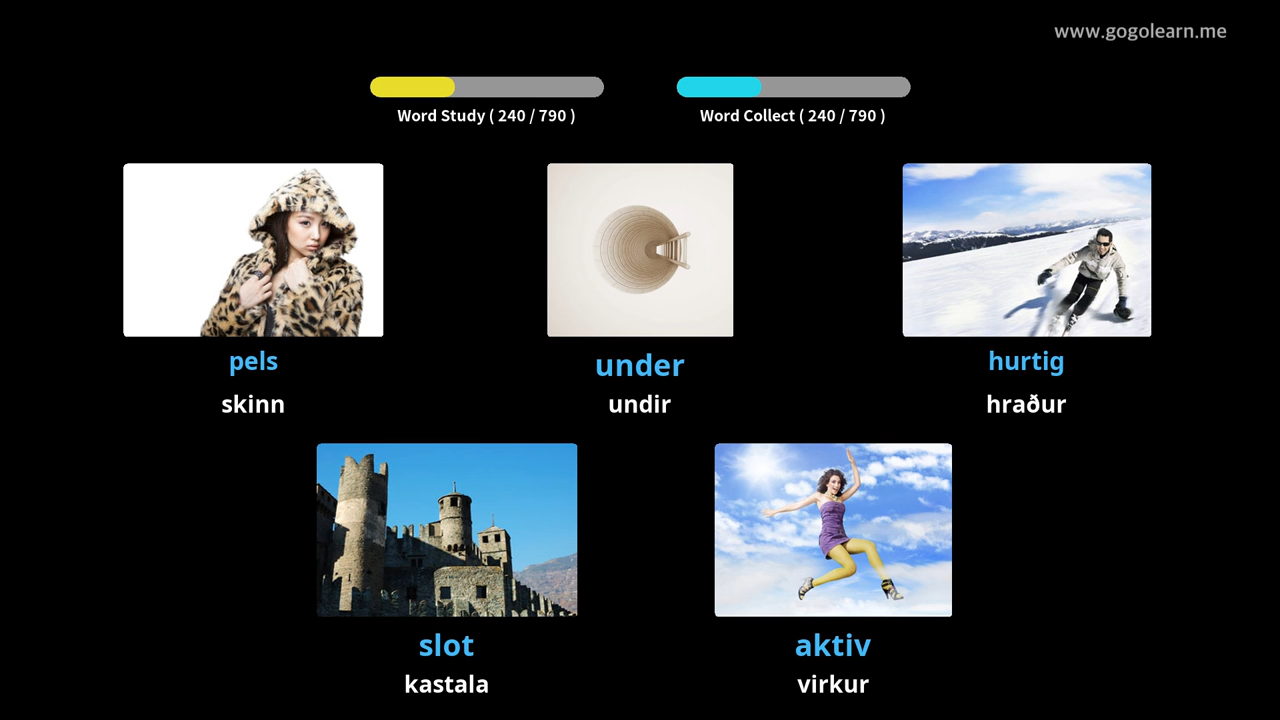 www.gogolearn.me
Word Study ( 240 / 790 )
Word Collect ( 240 / 790 )
pels
skinn
under
undir
hurtig
hraður
slot
kastala
aktiv
virkur